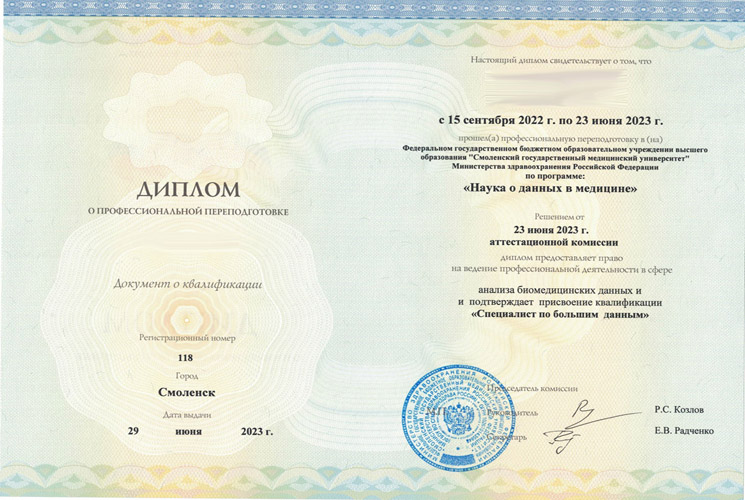 ДИПЛОМ
О ПРОФЕССИОНАЛЬНОЙ ПЕРЕПОДГОТОВКЕ
Документ о квалификации
Регистрационный номер
118
Город
Смоленск
Дата выдачи
29 июня 2023 г.
Настоящий диплом свидетельствует о том, что
с 15 сентября 2022 г. по 23 июня 2023 г.
прошел(а) профессиональную переподготовку в (на)
Федеральном государственном бюджетном образовательном учреждении высшего
образования "Смоленский государственный медицинский университет"
Министерства здравоохранения Российской Федерации
по программе:
«Наука о данных в медицине»
Решением от
23 июня 2023 г.
аттестационной комиссии
диплом предоставляет право
на ведение профессиональной деятельности в сфере
анализа биомедицинских данных и
и подтверждает присвоение квалификации
«Специалист по большим данным»
Председатель комиссии
М.П.
Руководитель
Р.С. Козлов
Секретарь
Е.В. Радченко